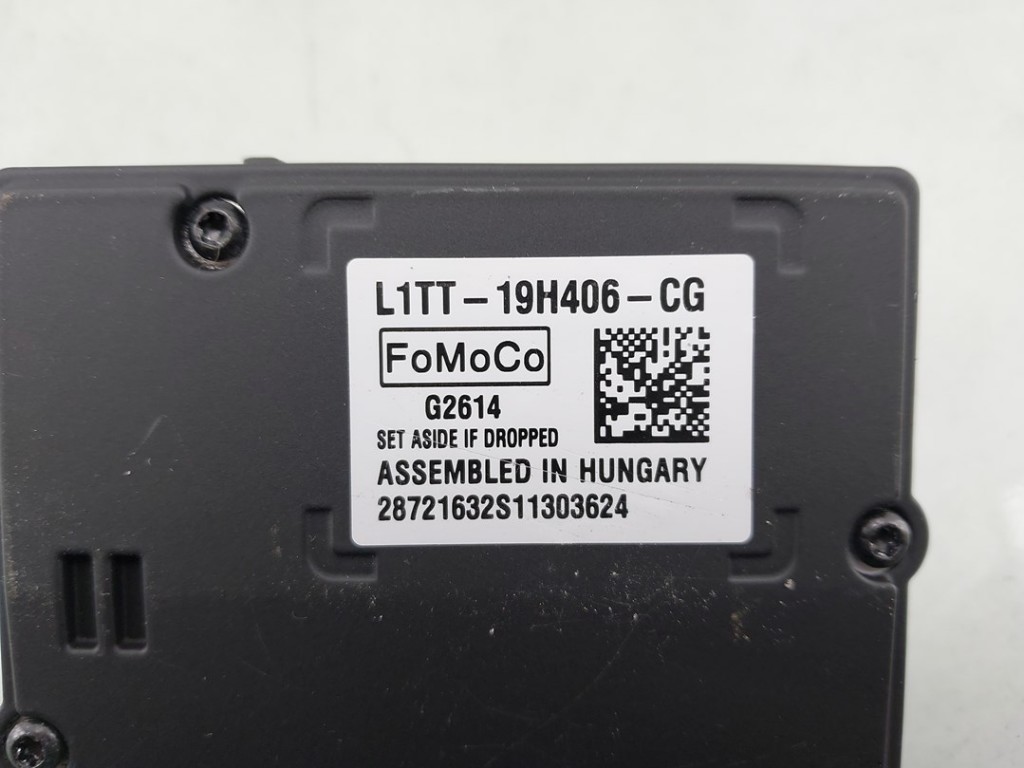 L1TT-19H406-CG
FoMoCo
G2614
SET ASIDE IF DROPPED
ASSEMBLED IN HUNGARY
28721632S11303624